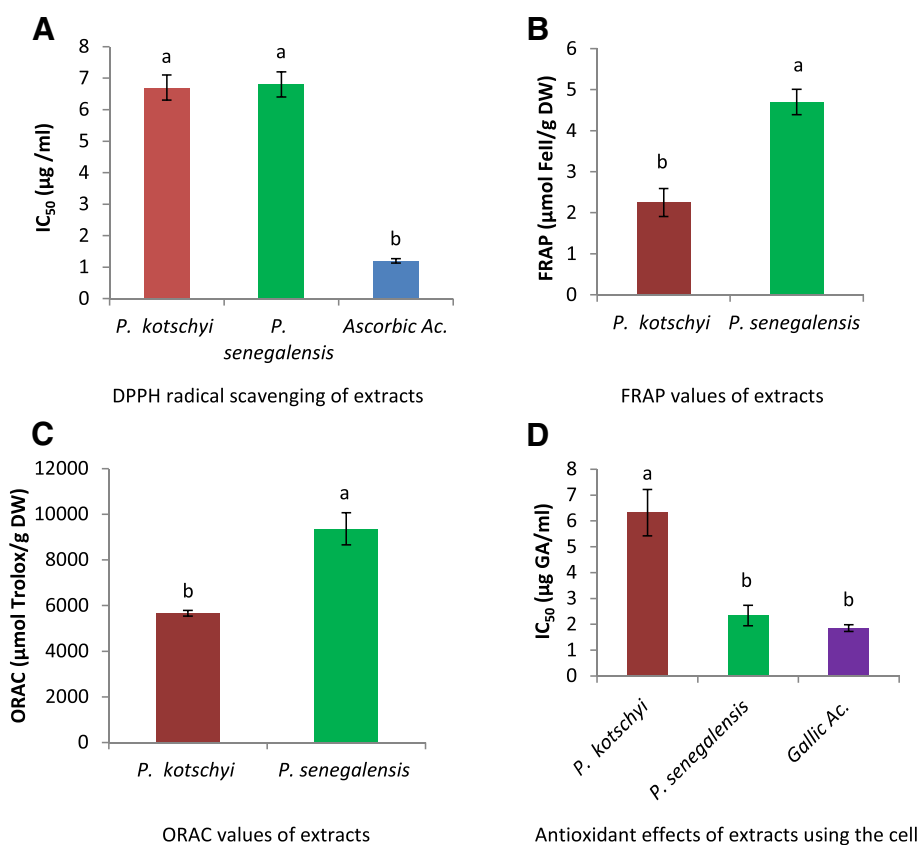 A
IC50 (µg /ml)
8
7
6
5
4
3
2
1
0
a
a
b
P. kotschyi
P.
senegalensis
Ascorbic Ac.
DPPH radical scavenging of extracts
B
FRAP (µmol FeII/g DW)
6
5
4
3
2
1
0
b
a
P. kotschyi
P. senegalensis
FRAP values of extracts
C
ORAC (µmol Trolox/g DW)
12000
10000
8000
6000
4000
2000
0
b
a
P. kotschyi
P. senegalensis
ORAC values of extracts
D
IC50 (µg GA/ml)
8
7
6
5
4
3
2
1
0
a
b
b
P. kotschyi
P. senegalensis
Gallic Ac.
Antioxidant effects of extracts using the cell